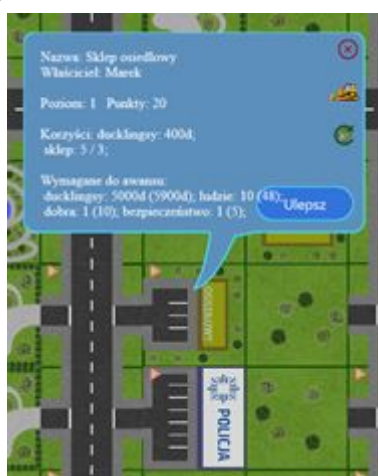 Nazwa: Sklep osiedlowy
Właściciel: Marek
Poziom: 1 Punkty: 20
Korzyści: ducklingsy: 400d;
sklep: 5 / 3;
Wymagane do awansu:
ducklingsy: 5000d (5900d); ludzie: 10 (48);
dobra: 1 (10); bezpieczeństwo: 1 (5);
Ulepsz
POLICJA